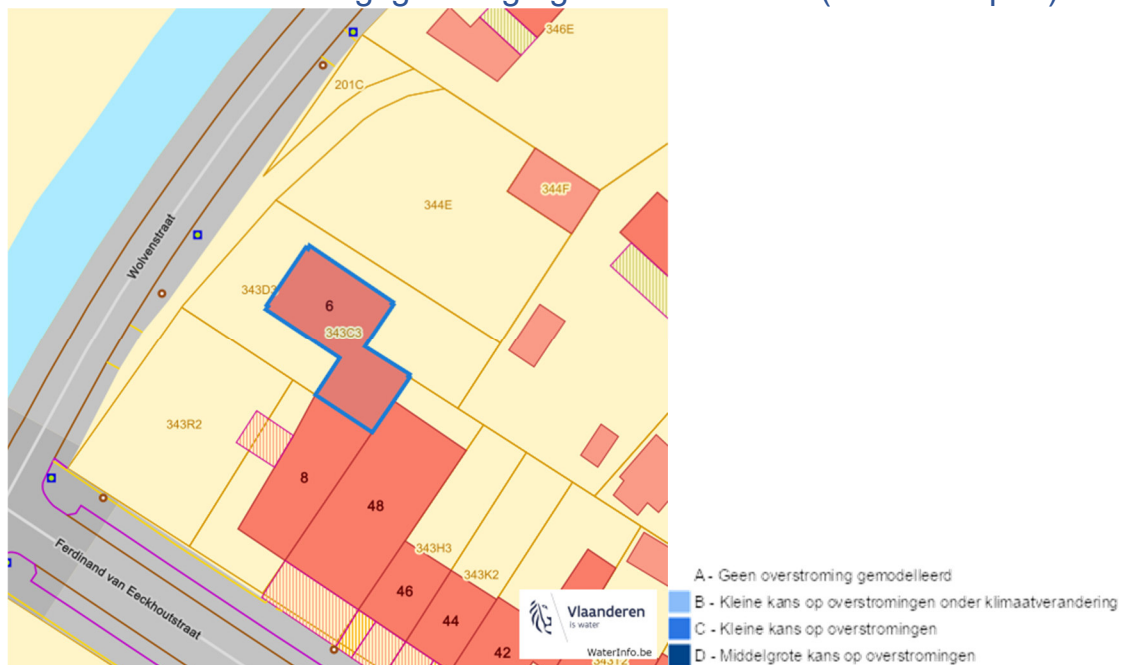 346E
201C
344F
344E
Wolvenstraat
343D3
6
343C3
343R2
8
48
343H3
343K2
46
44
42
Ferdinand van Eeckhoutstraat
Vlaanderen
is water
WaterInfo.be
A - Geen overstroming gemodelleerd
B - Kleine kans op overstromingen onder klimaatverandering
C - Kleine kans op overstromingen
D - Middelgrote kans op overstromingen